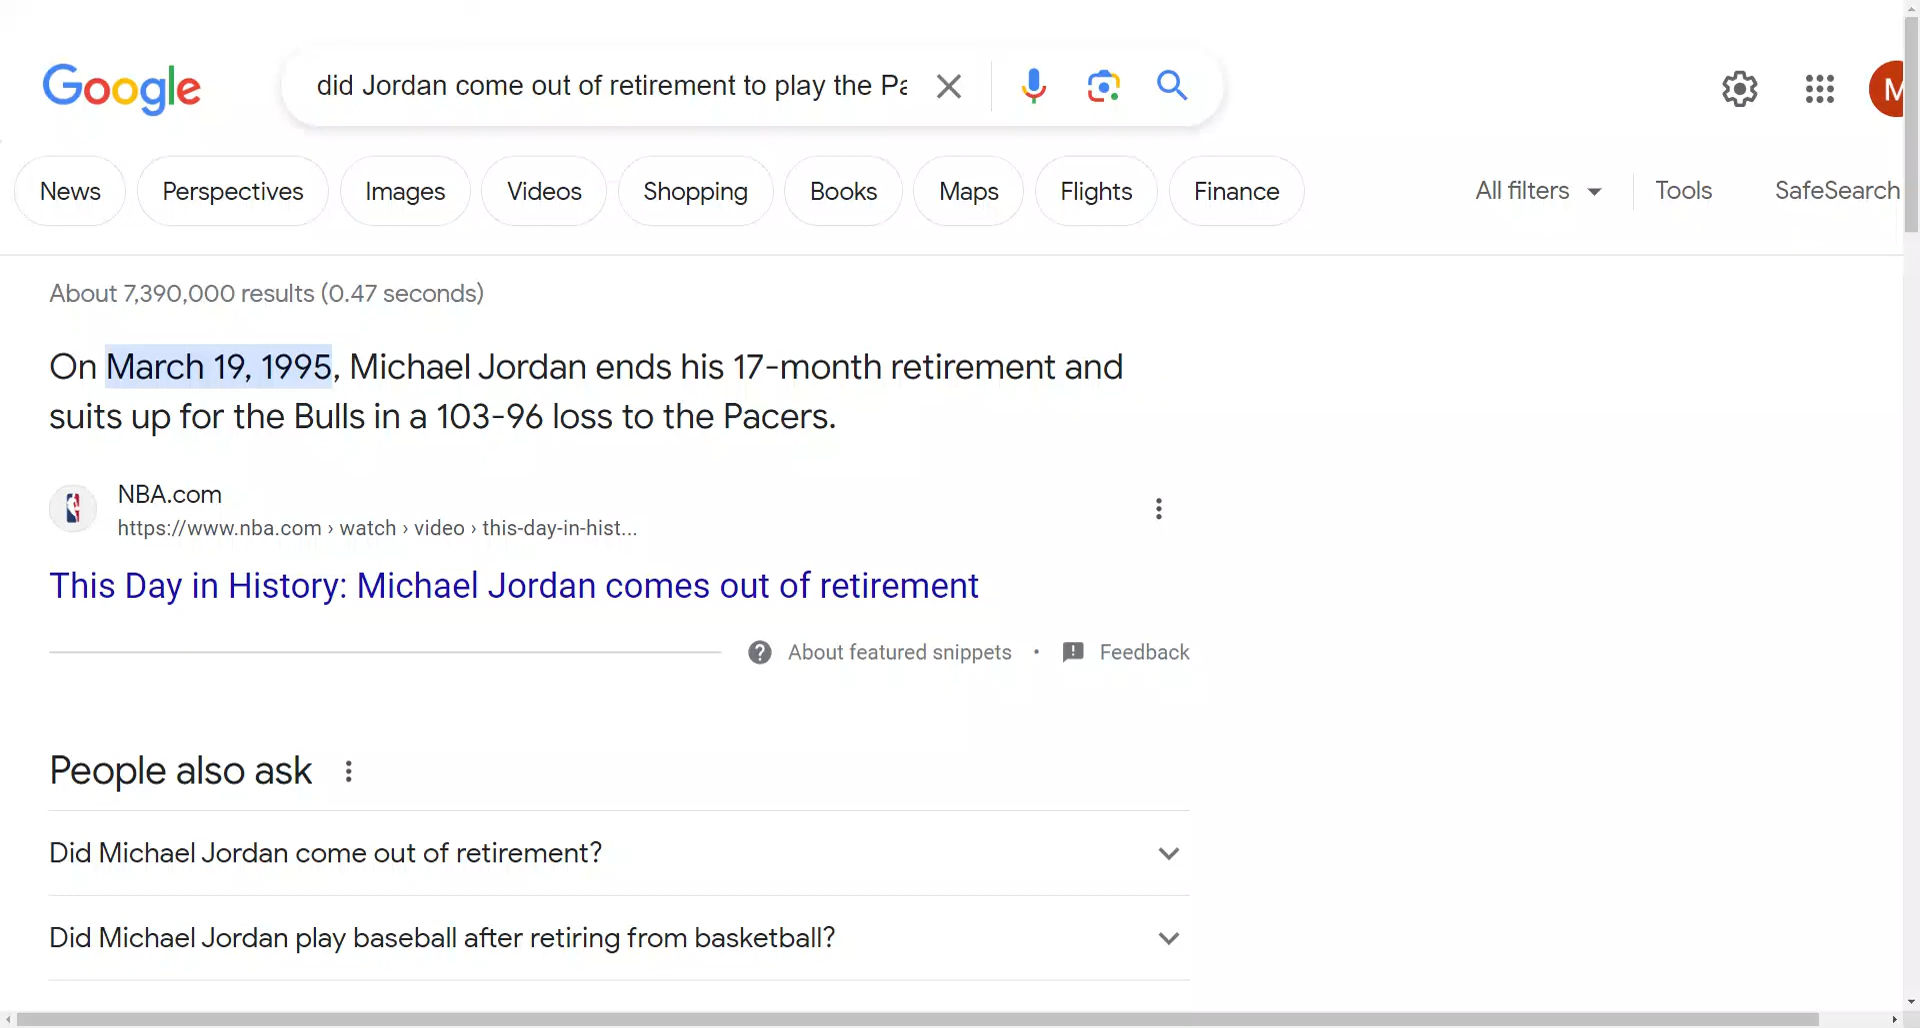 Google
did Jordan come out of retirement to play the Pa
M
News Perspectives Images Videos Shopping Books Maps Flights Finance All filters Tools SafeSearch
About 7,390,000 results (0.47 seconds)
On March 19, 1995, Michael Jordan ends his 17-month retirement and
suits up for the Bulls in a 103-96 loss to the Pacers.
NBA.com
https://www.nba.com › watch › video › this-day-in-hist...
This Day in History: Michael Jordan comes out of retirement
About featured snippets • Feedback
People also ask
Did Michael Jordan come out of retirement?
Did Michael Jordan play baseball after retiring from basketball?